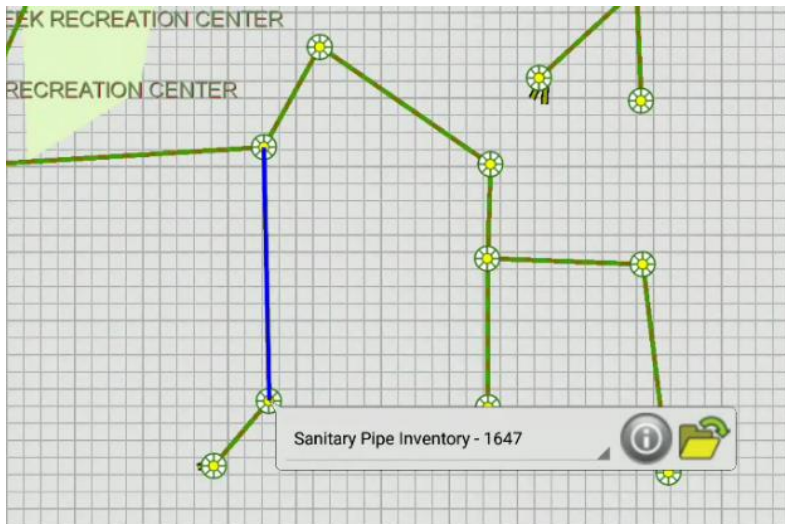 EEK RECREATION CENTER
RECREATION CENTER
Sanitary Pipe Inventory - 1647